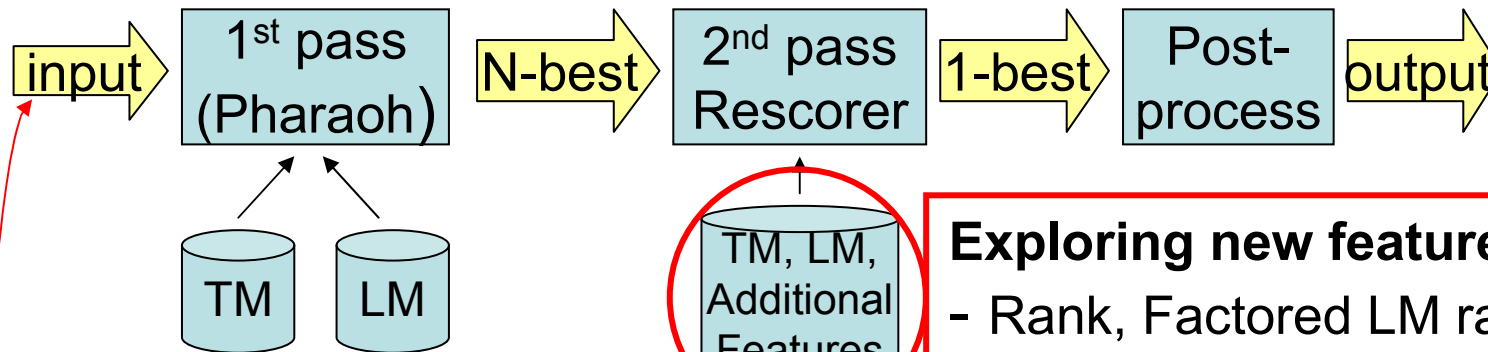 input
1st pass
(Pharaoh)
N-best
2nd pass
Rescorer
1-best
Post-
process
output
TM
LM
TM, LM,
Additional
Features
Exploring new feature
- Rank, Factored LM ra